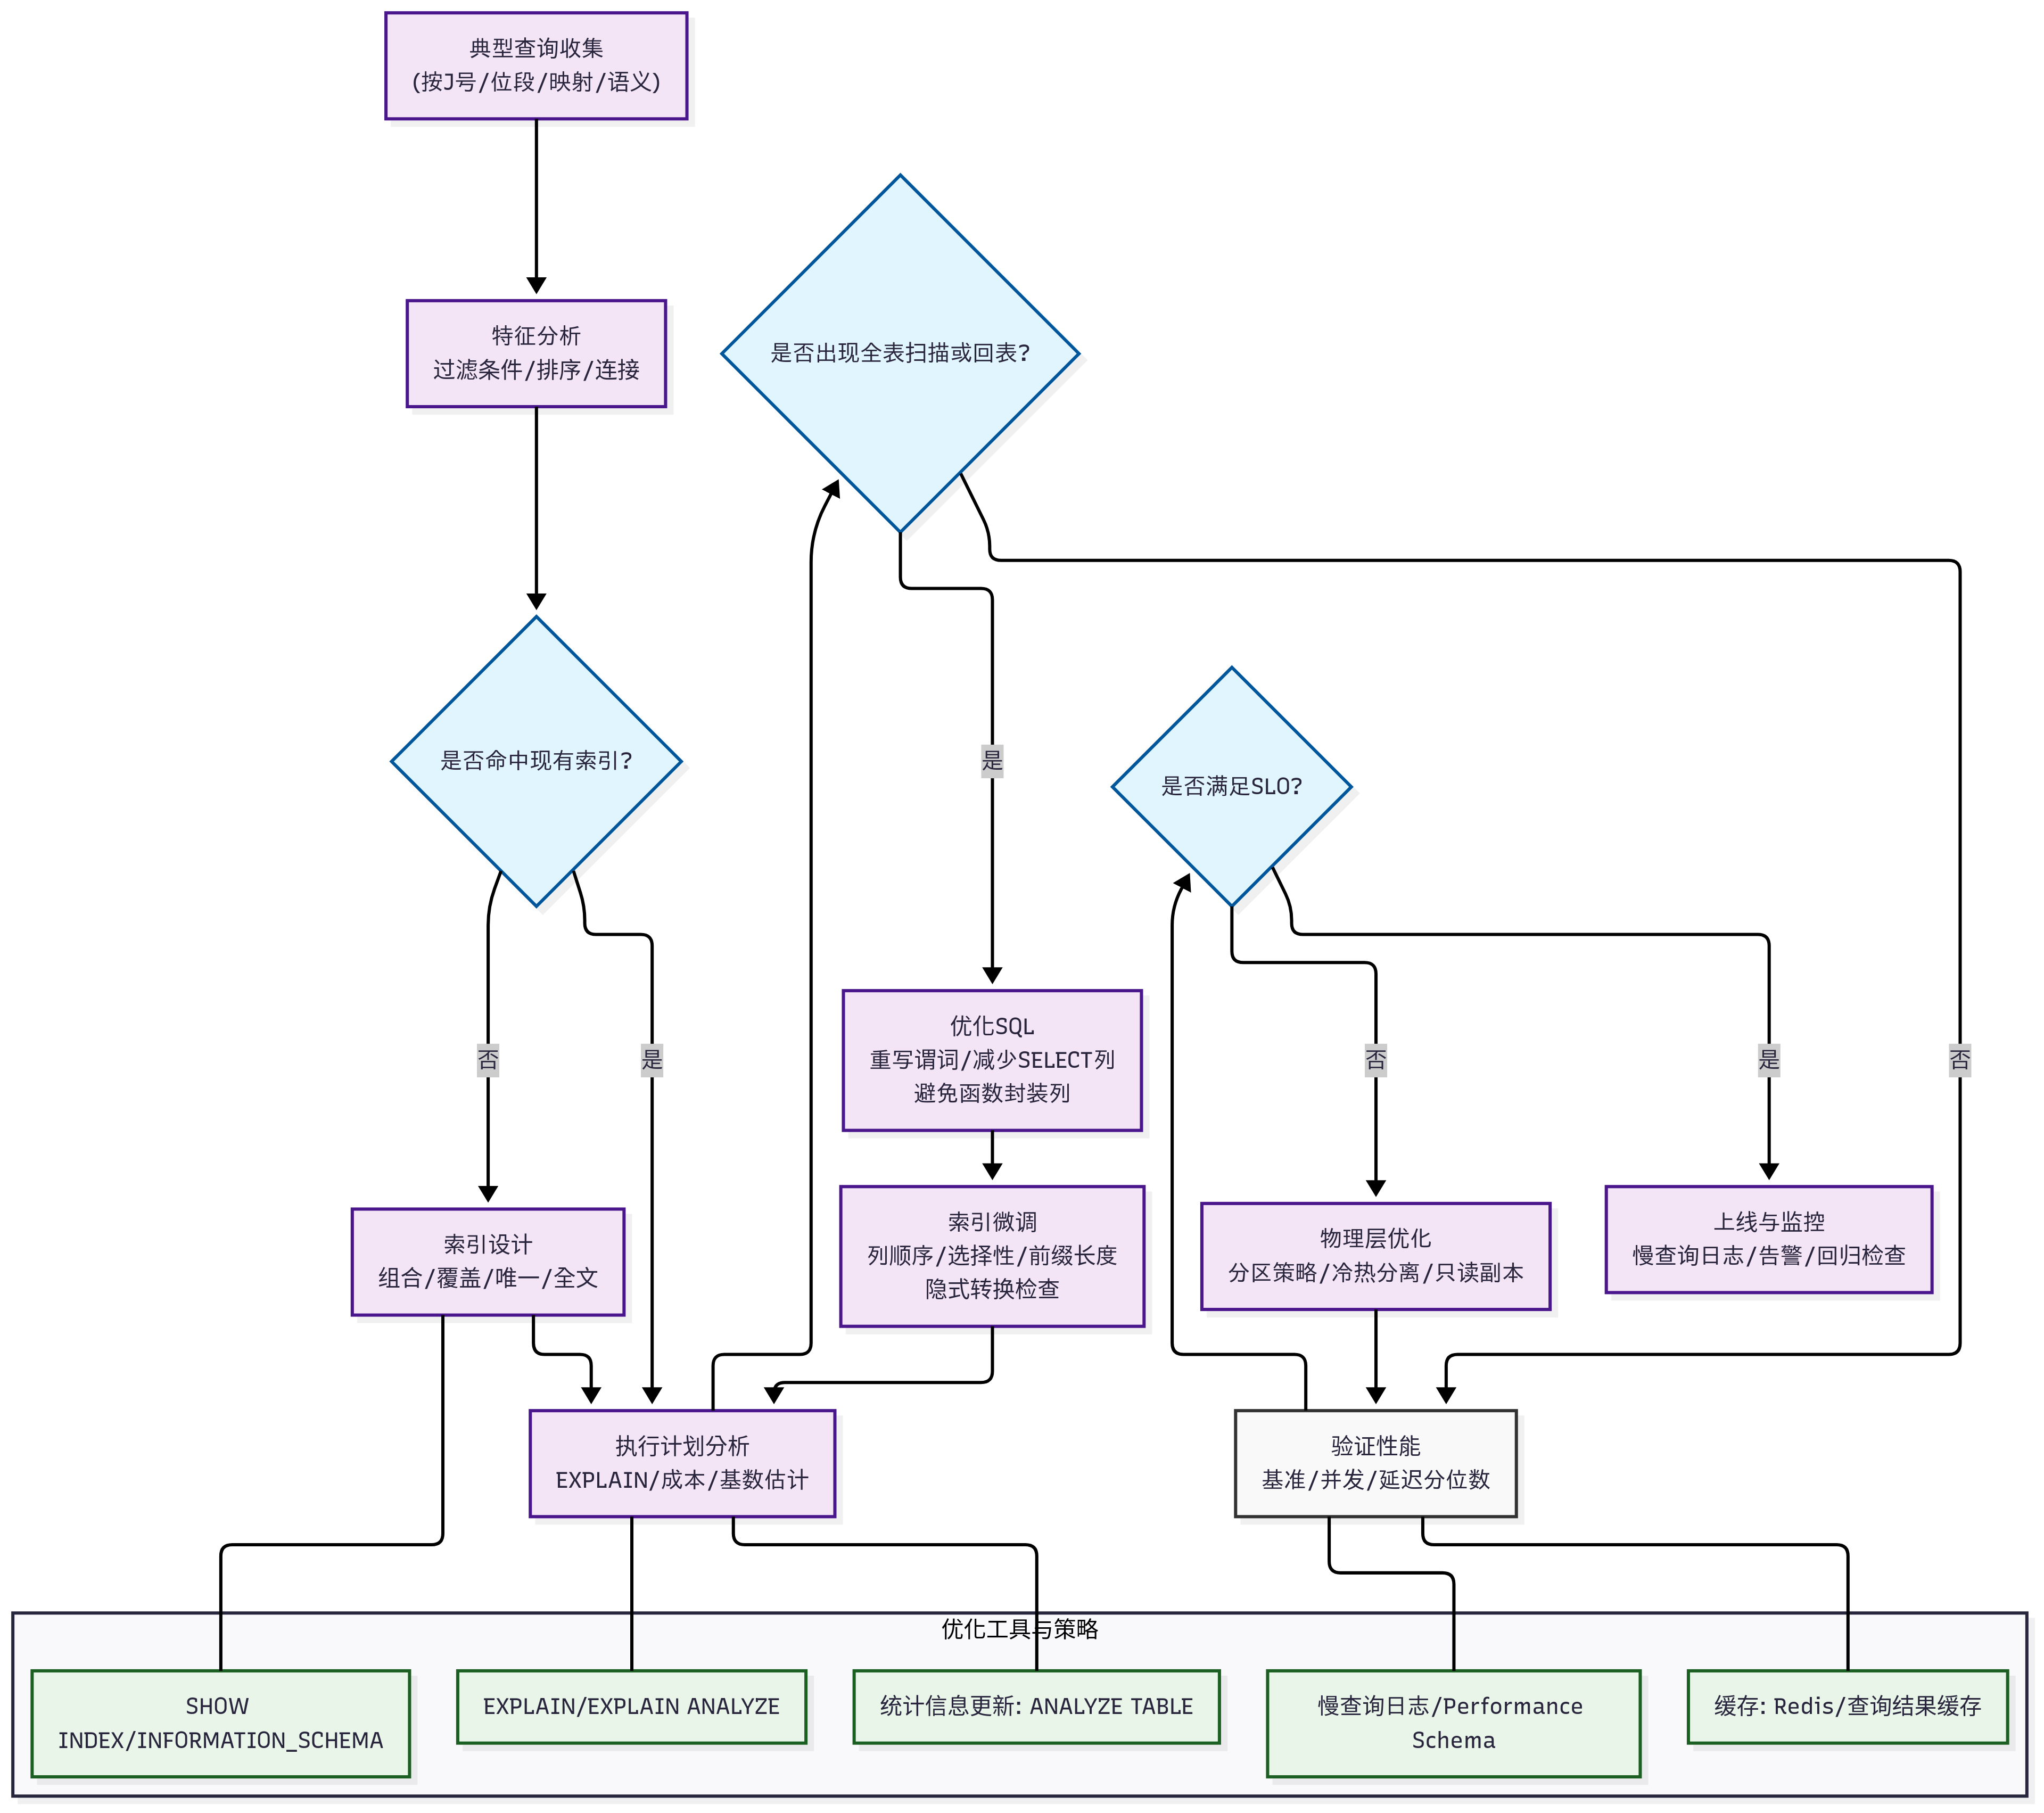 典型查询收集
(按J号/位段/映射/语义)
特征分析
过滤条件/排序/连接
是否出现全表扫描或回表?
是否命中现有索引?
是否满足SLO?
是
优化SQL
重写谓词/减少SELECT列
避免函数封装列
否
是
否
是
否
索引设计
组合/覆盖/唯一/全文
索引微调
列顺序/选择性/前缀长度
隐式转换检查
物理层优化
分区策略/冷热分离/只读副本
上线与监控
慢查询日志/告警/回归检查
执行计划分析
EXPLAIN/成本/基数估计
验证性能
基准/并发/延迟分位数
优化工具与策略
SHOW
INDEX/INFORMATION_SCHEMA
EXPLAIN/EXPLAIN ANALYZE
统计信息更新: ANALYZE TABLE
慢查询日志/Performance
Schema
缓存: Redis/查询结果缓存